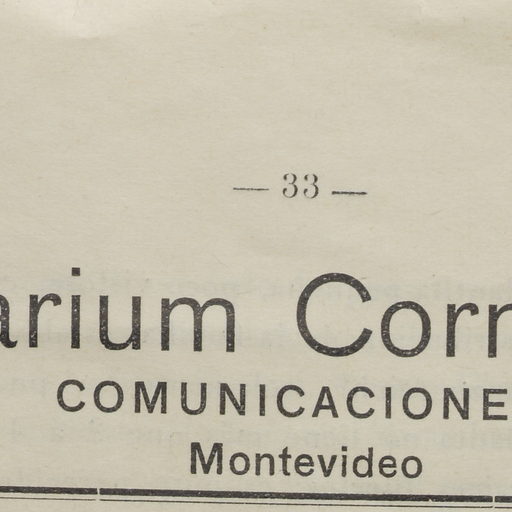 — 33 —
arium Corr
COMUNICACIONE
Montevideo